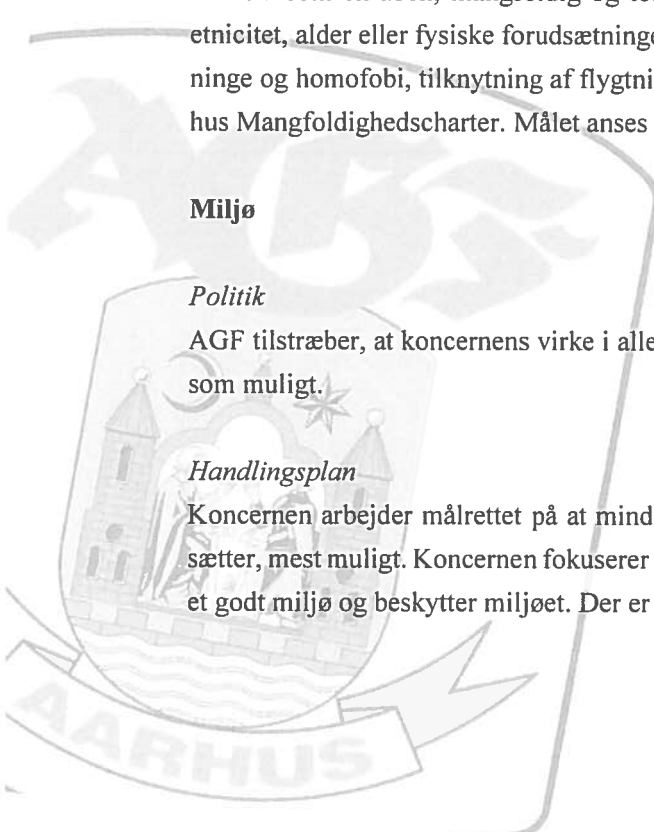 etnicitet, alder eller fysiske forudsætninge
ninge og homofobi, tilknytning af flygtni
hus Mangfoldighedscharter. Målet anses
Miljø
Politik
AGF tilstræber, at koncernens virke i alle
som muligt.
Handlingsplan
Koncernen arbejder målrettet på at mind
sætter, mest muligt. Koncernen fokuserer
et godt miljø og beskytter miljøet. Der er
AGF
AARHUS